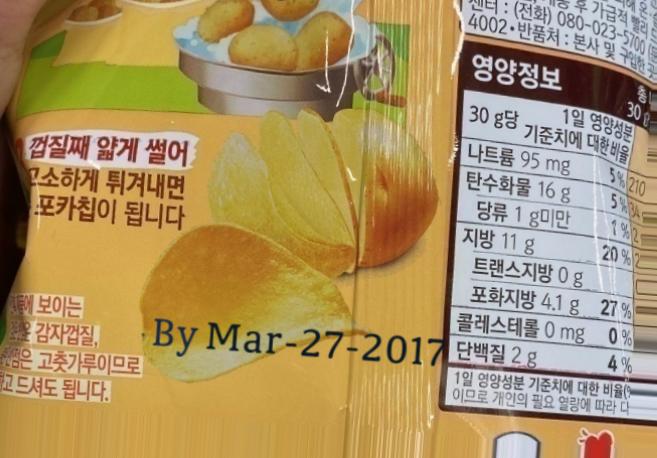 센터 : (전화) 080-023-5700
4002 • 반품처 : 본사 및
영양정보
총
30 g당
1일 영양성분
기준치에 대한 비율
나트륨 95 mg 5 %
탄수화물 16 g 5 %
당류 1 g미만 1 %
지방 11 g 20 %
트랜스지방 0 g
포화지방 4.1 g 27 %
콜레스테롤 0 mg 0 %
단백질 2 g 4 %
1일 영양성분 기준치에 대한 비율(%
이므로 개인의 필요 열량에 따라 다
껍질째 얇게 썰어
고소하게 튀겨내면
포카칩이 됩니다
보이는
감자껍질,
고춧가루이므로
드셔도 됩니다.
By Mar-27-2017